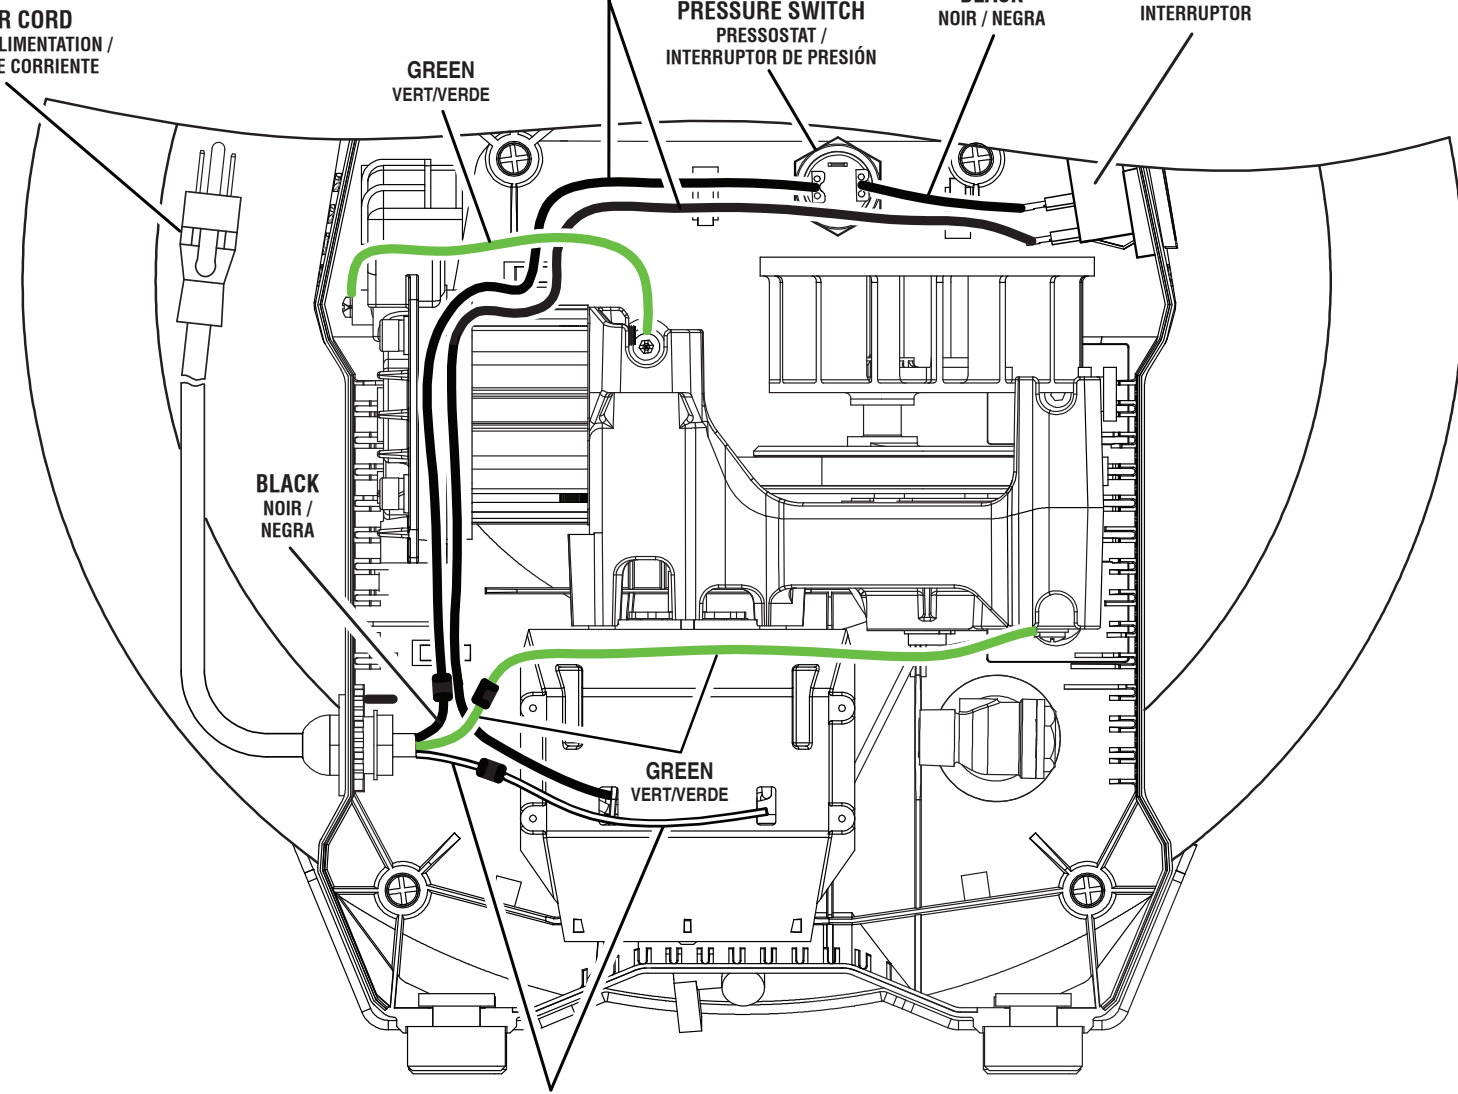 R CORD
LIMENTATION /
E CORRIENTE
GREEN
VERT/VERDE
PRESSURE SWITCH
PRESSOSTAT /
INTERRUPTOR DE PRESIÓN
BLACK
NOIR / NEGRA
INTERRUPTOR
BLACK
NOIR /
NEGRA
GREEN
VERT/VERDE